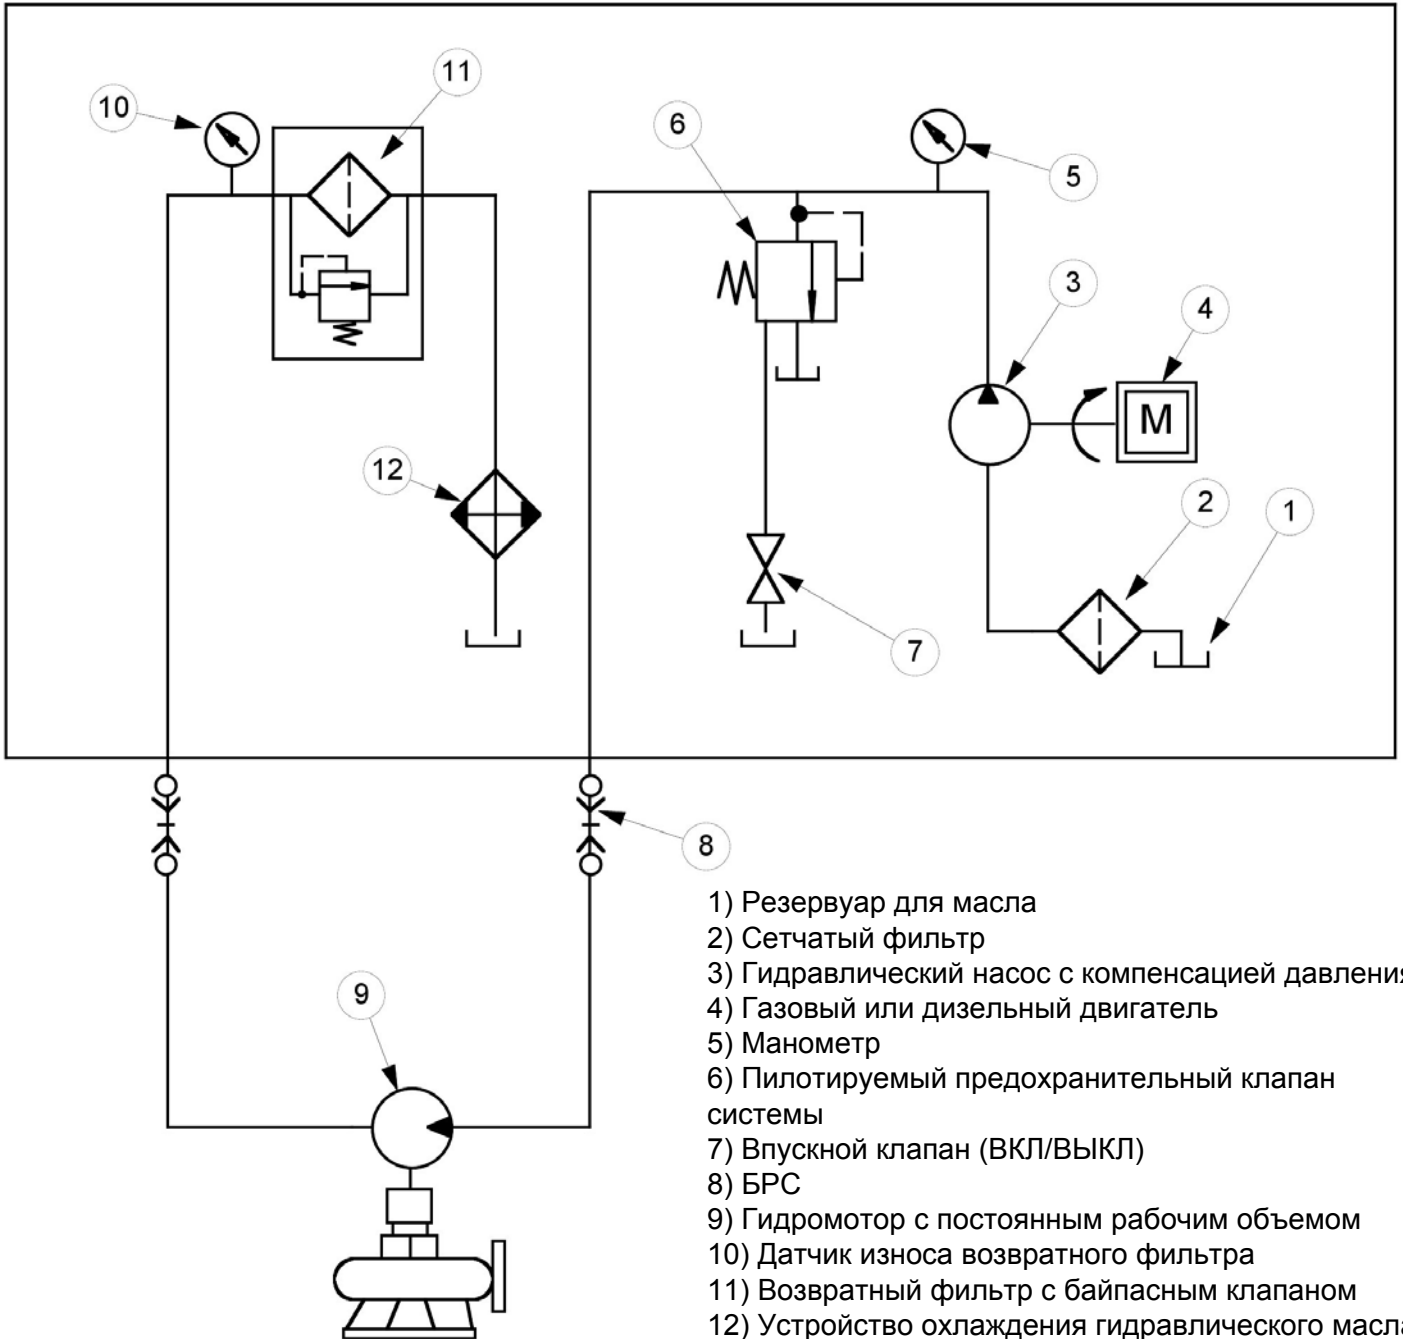 11
10
6
5
3
4
M
12
2
1
7
8
9
1) Резервуар для масла
2) Сетчатый фильтр
3) Гидравлический насос с компенсацией давления
4) Газовый или дизельный двигатель
5) Манометр
6) Пилотируемый предохранительный клапан
системы
7) Впускной клапан (ВКЛ/ВЫКЛ)
8) БРС
9) Гидромотор с постоянным рабочим объемом
10) Датчик износа возвратного фильтра
11) Возвратный фильтр с байпасным клапаном
12) Устройство охлаждения гидравлического масла